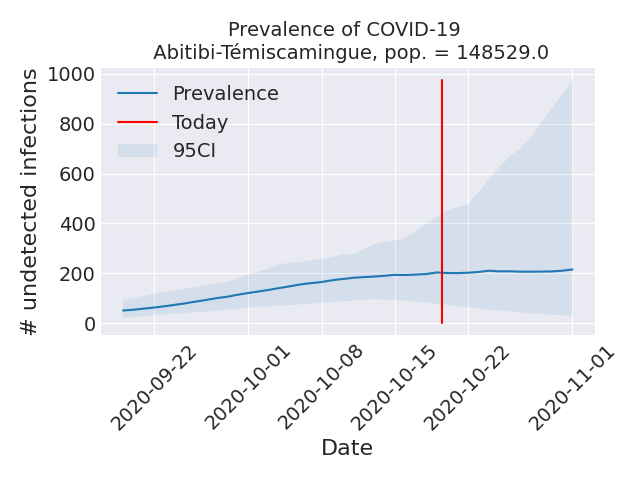 Prevalence of COVID-19
Abitibi-Témiscamingue, pop. = 148529.0
# undetected infections
1000
800
600
400
200
0
Prevalence
Today
95CI
2020-09-22
2020-10-01
2020-10-08
2020-10-15
2020-10-22
2020-11-01
Date